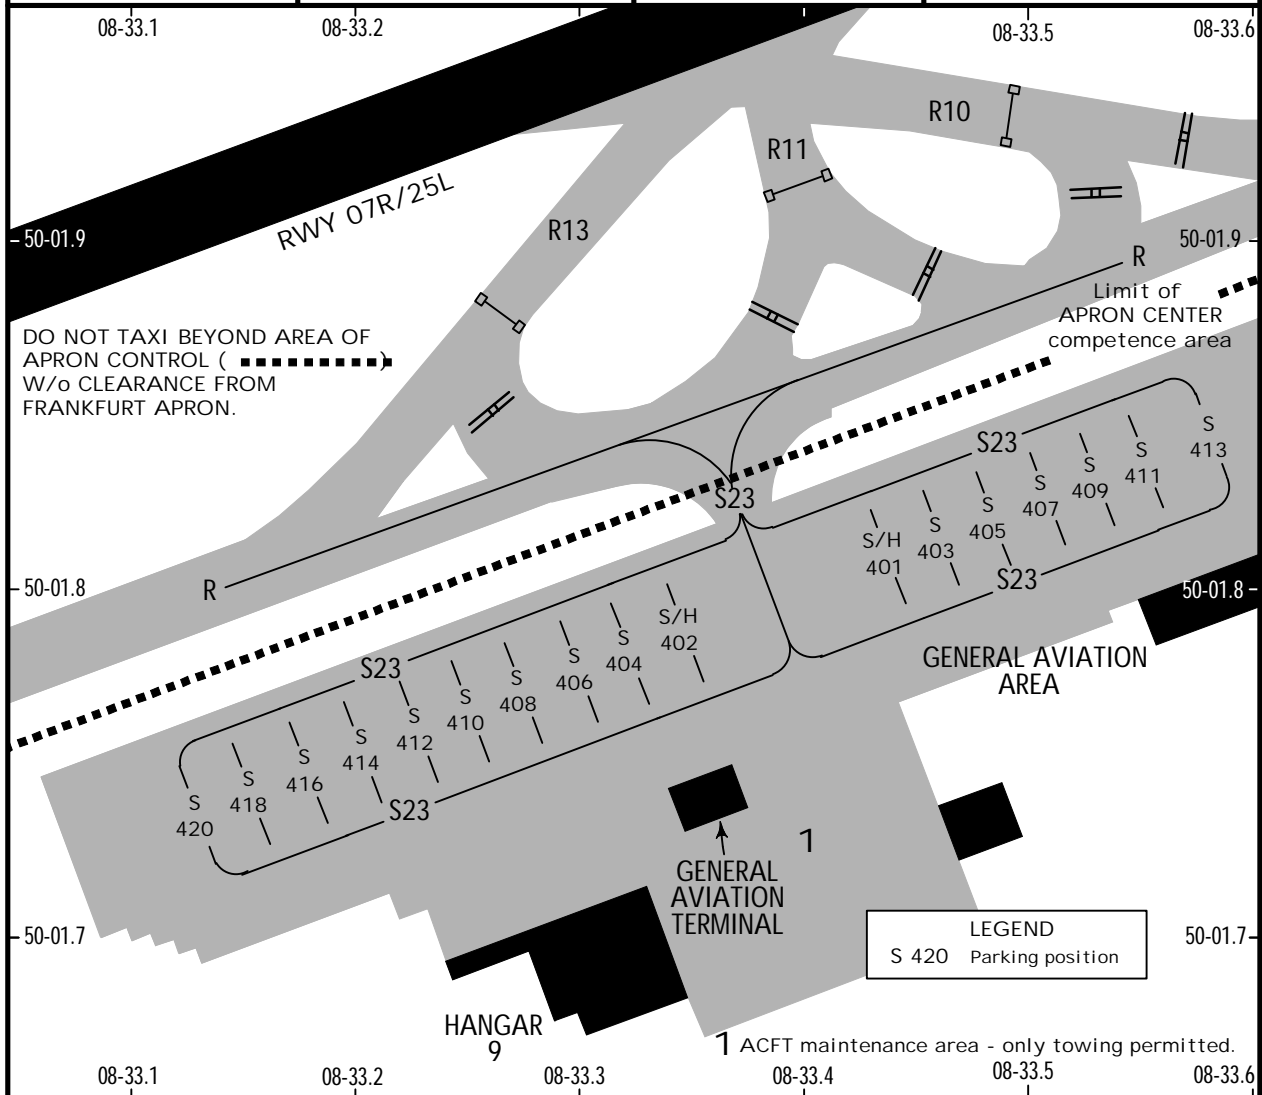 08-33.1
08-33.2
08-33.5
08-33.6
R10
R11
RWY 07R/25L
R13
50-01.9
50-01.9
R
Limit of
APRON CENTER
competence area
DO NOT TAXI BEYOND AREA OF
APRON CONTROL ( )
W/o CLEARANCE FROM
FRANKFURT APRON.
S23
S23
S
413
S
411
S
409
S
407
S
405
S
403
S/H
401
S23
R
50-01.8
50-01.8
S/H
402
S
404
S
406
S
408
S
410
S
412
S
414
S
416
S
418
S
420
S23
S23
GENERAL AVIATION
AREA
1
GENERAL
AVIATION
TERMINAL
LEGEND
S 420 Parking position
50-01.7
50-01.7
HANGAR
9
1 ACFT maintenance area - only towing permitted.
08-33.1
08-33.2
08-33.3
08-33.4
08-33.5
08-33.6